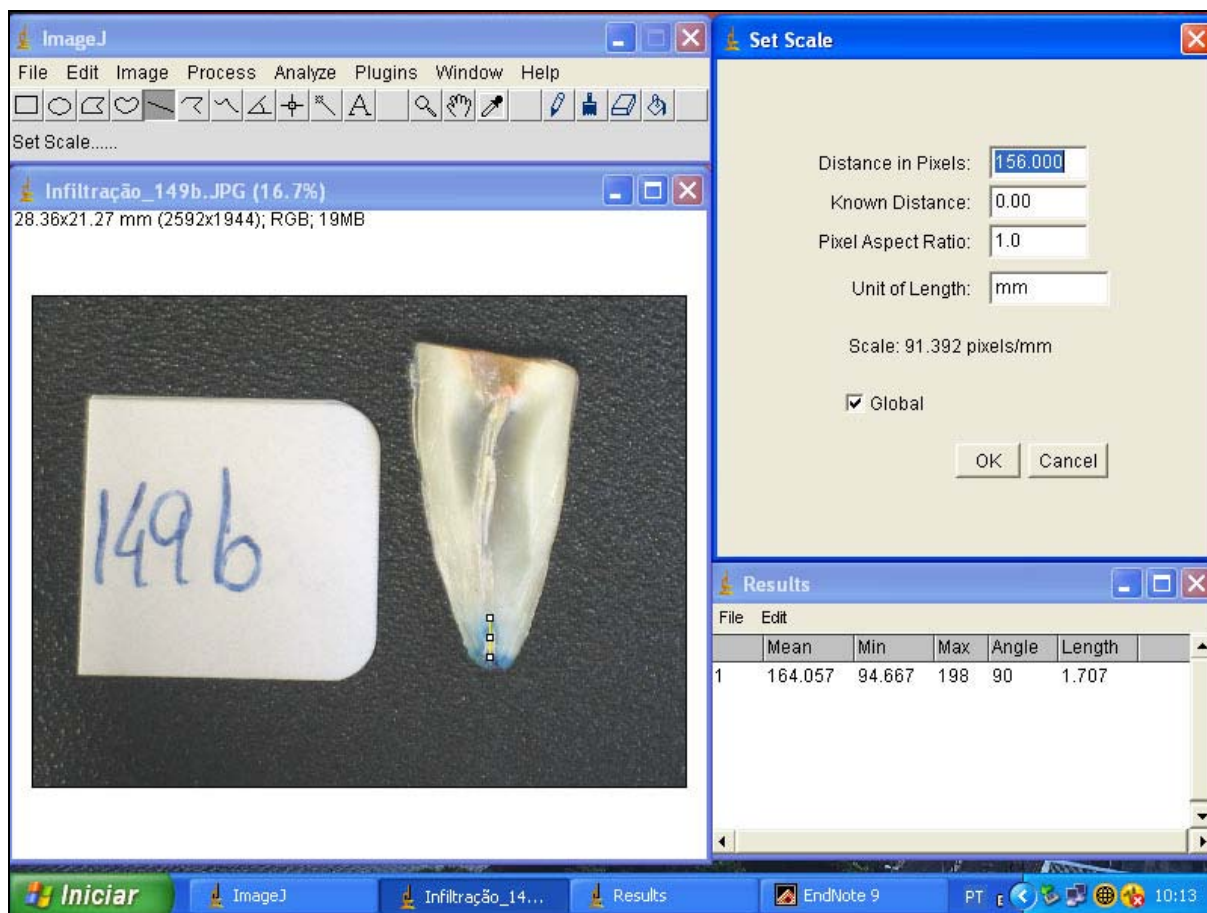 ImageJ
File Edit Image Process Analyze Plugins Window Help
A
Set Scale......
Infiltração_149b.JPG (16.7%)
28.36x21.27 mm (2592x1944); RGB; 19MB
149b
Set Scale
Distance in Pixels: 156.000
Known Distance: 0.00
Pixel Aspect Ratio: 1.0
Unit of Length: mm
Scale: 91.392 pixels/mm
Global
OK Cancel
Results
File Edit
Mean Min Max Angle Length
1 164.057 94.667 198 90 1.707
Iniciar ImageJ Infiltração_14... Results EndNote 9 PT E 10:13